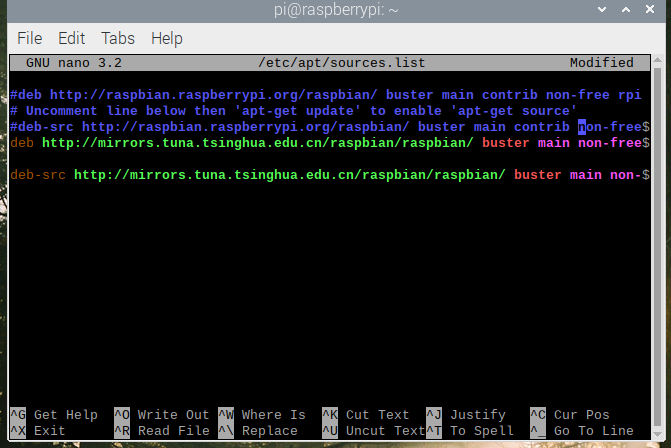 pi@raspberrypi: ~
File Edit Tabs Help
GNU nano 3.2 /etc/apt/sources.list Modified
#deb http://raspbian.raspberrypi.org/raspbian/ buster main contrib non-free rpi
# Uncomment line below then 'apt-get update' to enable 'apt-get source'
#deb-src http://raspbian.raspberrypi.org/raspbian/ buster main contrib non-free$
deb http://mirrors.tuna.tsinghua.edu.cn/raspbian/raspbian/ buster main non-free$
deb-src http://mirrors.tuna.tsinghua.edu.cn/raspbian/raspbian/ buster main non-$
^G Get Help ^O Write Out ^W Where Is ^K Cut Text ^J Justify ^C Cur Pos
^X Exit ^R Read File ^\ Replace ^U Uncut Text ^T To Spell ^_ Go To Line